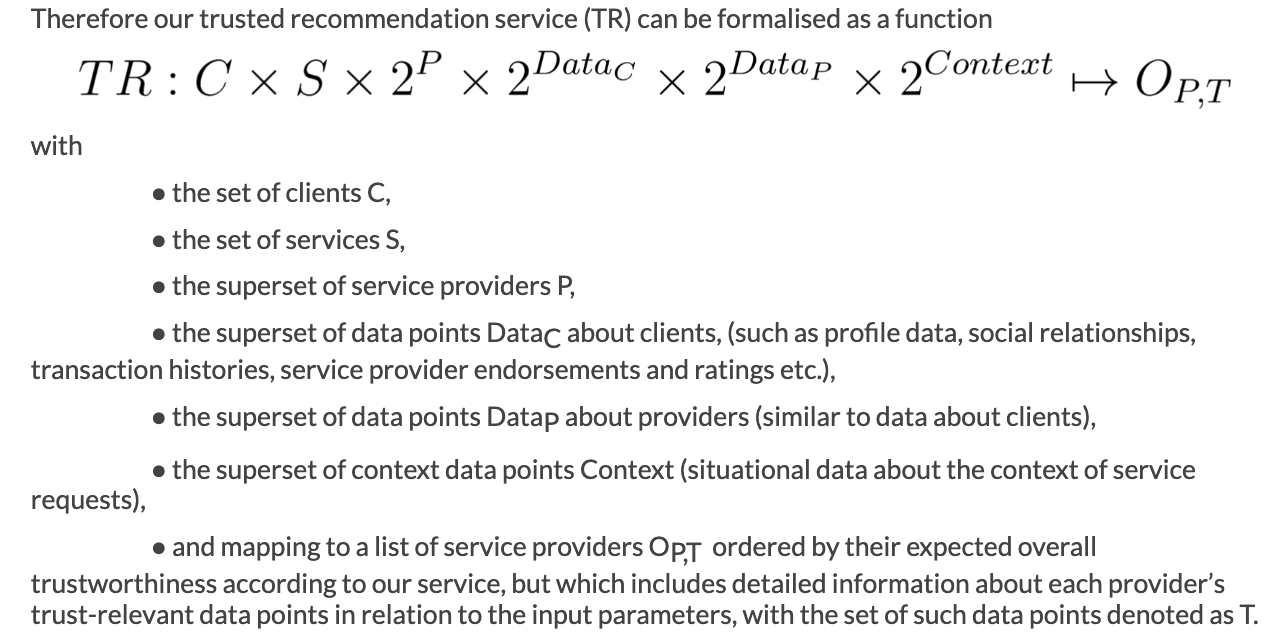 Therefore our trusted recommendation service (TR) can be formalised as a function
TR : C × S × 2^P × 2^{Data_C} × 2^{Data_P} × 2^{Context} ↦ O_{P,T}
with
• the set of clients C,
• the set of services S,
• the superset of service providers P,
• the superset of data points Data_C about clients, (such as profile data, social relationships,
transaction histories, service provider endorsements and ratings etc.),
• the superset of data points Data_P about providers (similar to data about clients),
• the superset of context data points Context (situational data about the context of service
requests),
• and mapping to a list of service providers O_{P,T} ordered by their expected overall
trustworthiness according to our service, but which includes detailed information about each provider’s
trust-relevant data points in relation to the input parameters, with the set of such data points denoted as T.